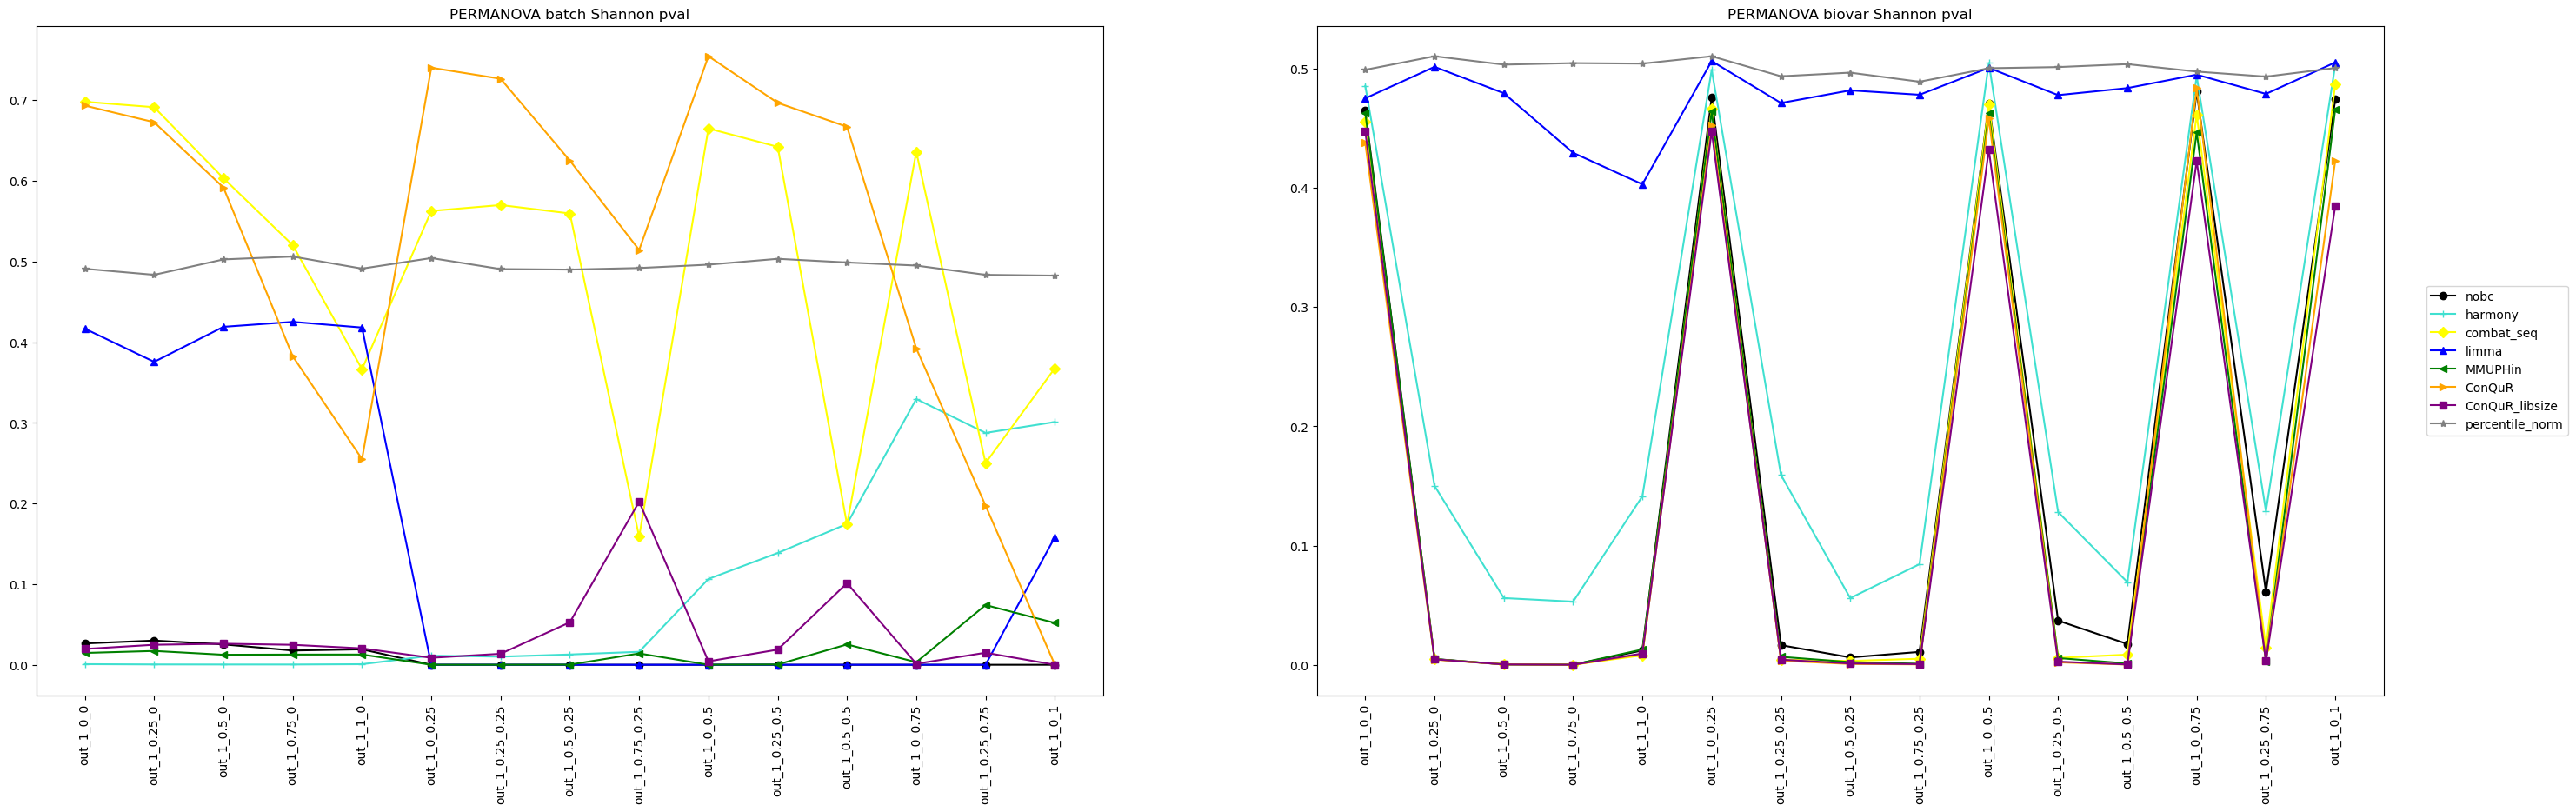 PERMANOVA batch Shannon pval
0.7
0.6
0.5
0.4
0.3
0.2
0.1
0.0
out_1_0_0
out_1_0.25_0
out_1_0.5_0
out_1_0.75_0
out_1_1_0
out_1_0_0.25
out_1_0.25_0.25
out_1_0.5_0.25
out_1_0.75_0.25
out_1_0_0.5
out_1_0.25_0.5
out_1_0.5_0.5
out_1_0_0.75
out_1_0.25_0.75
out_1_0_1
PERMANOVA biovar Shannon pval
0.5
0.4
0.3
0.2
0.1
0.0
out_1_0_0
out_1_0.25_0
out_1_0.5_0
out_1_0.75_0
out_1_1_0
out_1_0_0.25
out_1_0.25_0.25
out_1_0.5_0.25
out_1_0.75_0.25
out_1_0_0.5
out_1_0.25_0.5
out_1_0.5_0.5
out_1_0_0.75
out_1_0.25_0.75
out_1_0_1
nobc
harmony
combat_seq
limma
MMUPHin
ConQuR
ConQuR_libsize
percentile_norm